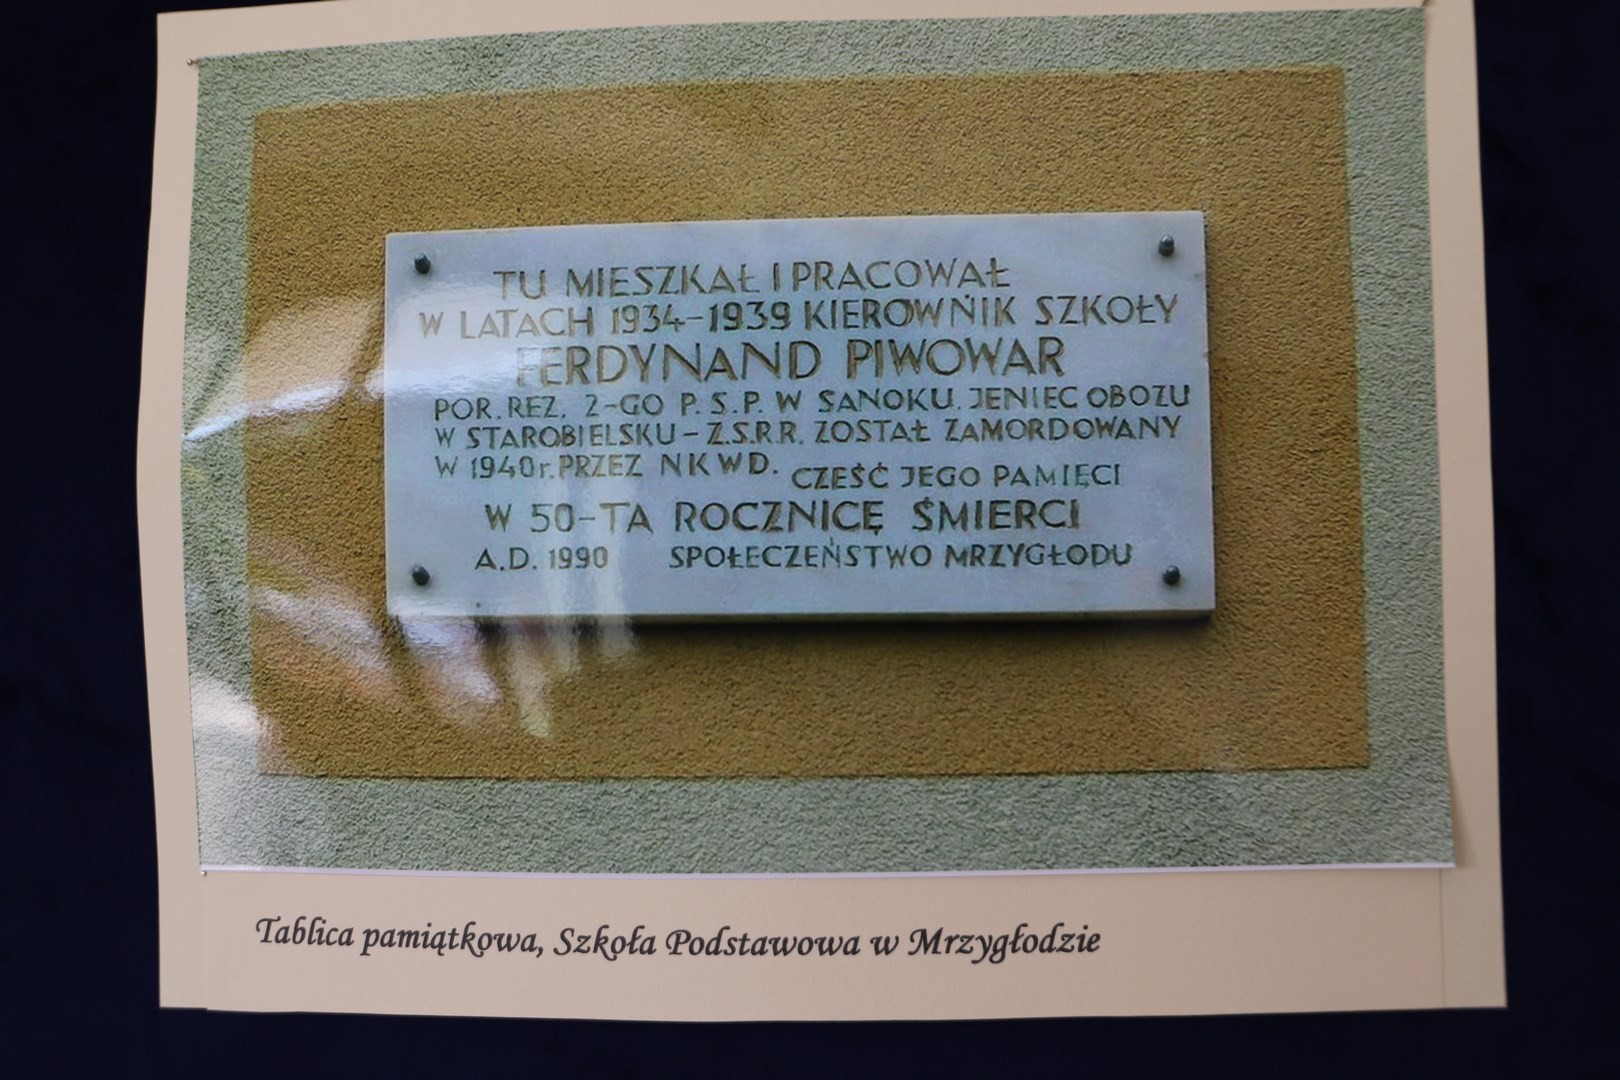 TU MIESZKAŁ I PRACOWAŁ
W LATACH 1934-1939 KIEROWNIK SZKOŁY
FERDYNAND PIWOWAR
POR. REZ. 2-GO P.S.P. W SANOKU. JENIEC OBOZU
W STAROBIELSKU - Z.S.R.R. ZOSTAŁ ZAMORDOWANY
W 1940r. PRZEZ NKWD. CZEŚĆ JEGO PAMIĘCI
W 50-TA ROCZNICĘ ŚMIERCI
A.D. 1990 SPOŁECZEŃSTWO MRZYGŁODU
Tablica pamiątkowa, Szkoła Podstawowa w Mrzygłodzie